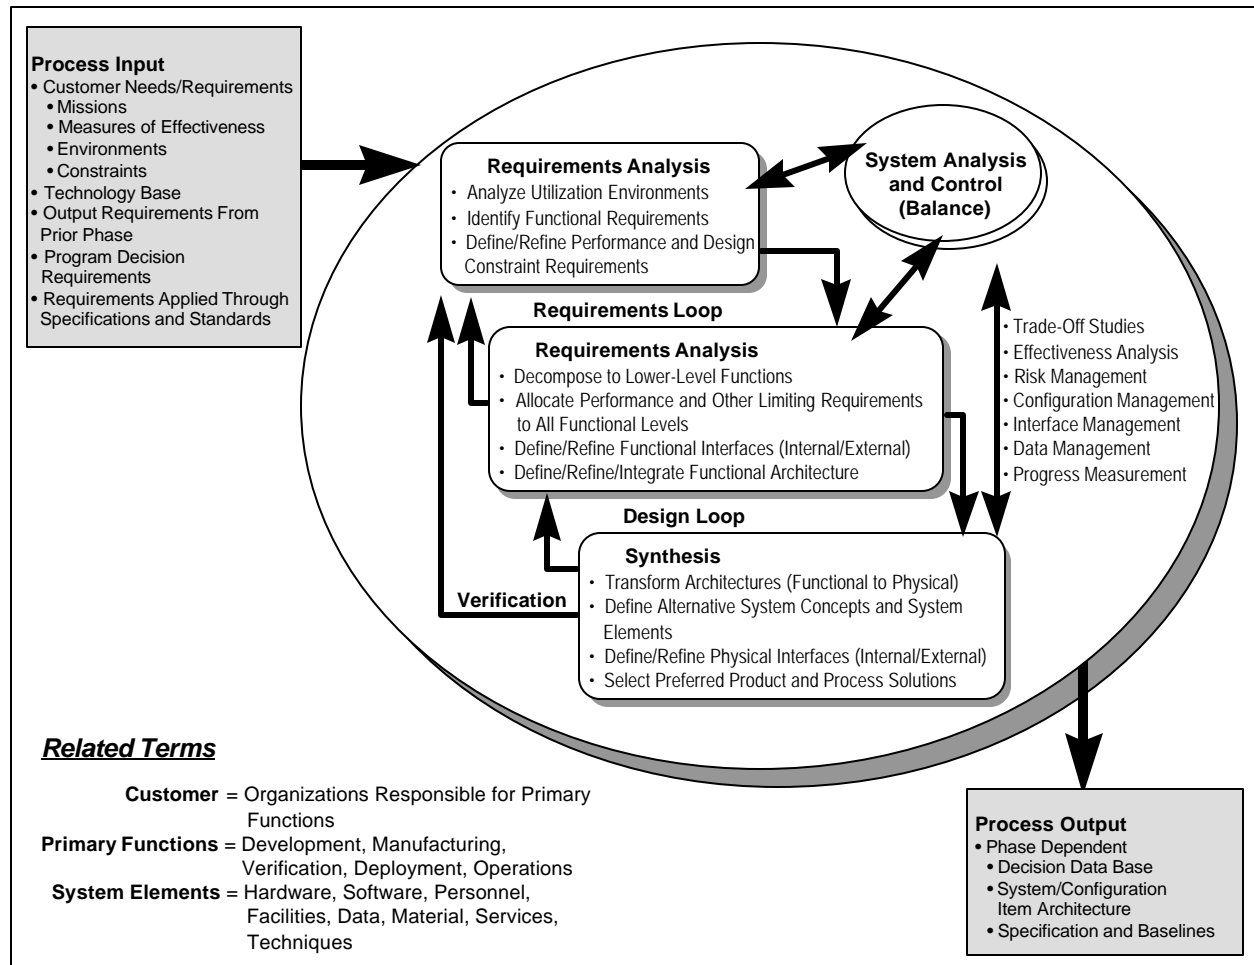 Process Input
• Customer Needs/Requirements
• Missions
• Measures of Effectiveness
• Environments
• Constraints
• Technology Base
• Output Requirements From
Prior Phase
• Program Decision
Requirements
• Requirements Applied Through
Specifications and Standards
Requirements Analysis
• Analyze Utilization Environments
• Identify Functional Requirements
• Define/Refine Performance and Design
Constraint Requirements
System Analysis
and Control
(Balance)
Requirements Loop
Requirements Analysis
• Decompose to Lower-Level Functions
• Allocate Performance and Other Limiting Requirements
to All Functional Levels
• Define/Refine Functional Interfaces (Internal/External)
• Define/Refine/Integrate Functional Architecture
• Trade-Off Studies
• Effectiveness Analysis
• Risk Management
• Configuration Management
• Interface Management
• Data Management
• Progress Measurement
Design Loop
Synthesis
• Transform Architectures (Functional to Physical)
• Define Alternative System Concepts and System
Elements
• Define/Refine Physical Interfaces (Internal/External)
• Select Preferred Product and Process Solutions
Verification
Related Terms
Customer = Organizations Responsible for Primary
Functions
Primary Functions = Development, Manufacturing,
Verification, Deployment, Operations
System Elements = Hardware, Software, Personnel,
Facilities, Data, Material, Services,
Techniques
Process Output
• Phase Dependent
• Decision Data Base
• System/Configuration
Item Architecture
• Specification and Baselines